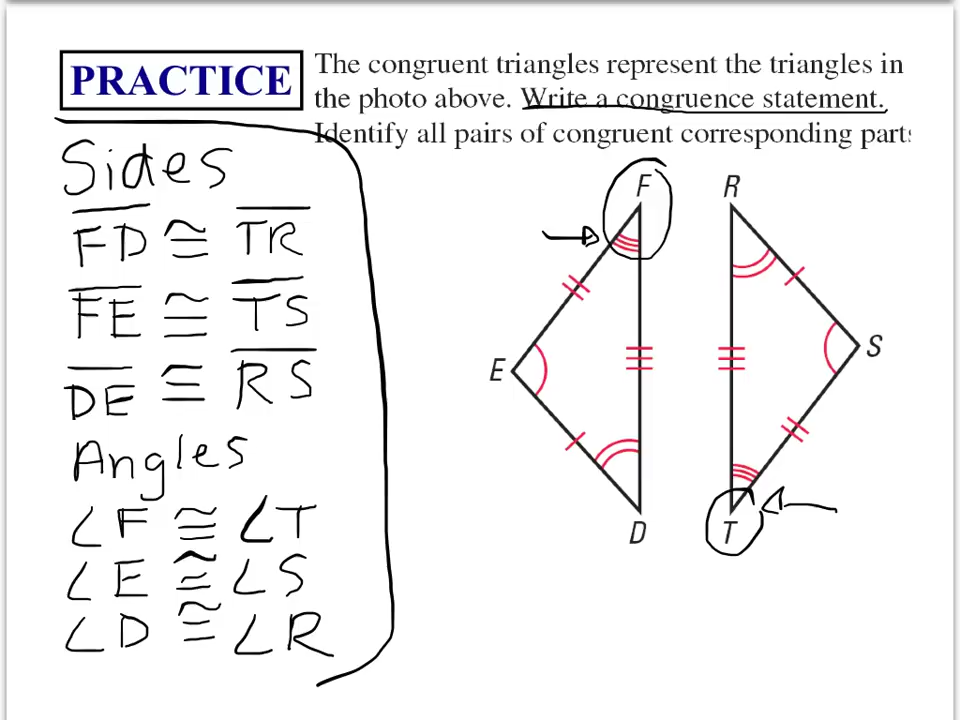 PRACTICE
The congruent triangles represent the triangles in
the photo above. Write a congruence statement.
Identify all pairs of congruent corresponding parts
Sides
FD ≅ TR
FE ≅ TS
DE ≅ RS
Angles
∠F ≅ ∠T
∠E ≅ ∠S
∠D ≅ ∠R
F
R
E
S
D
T